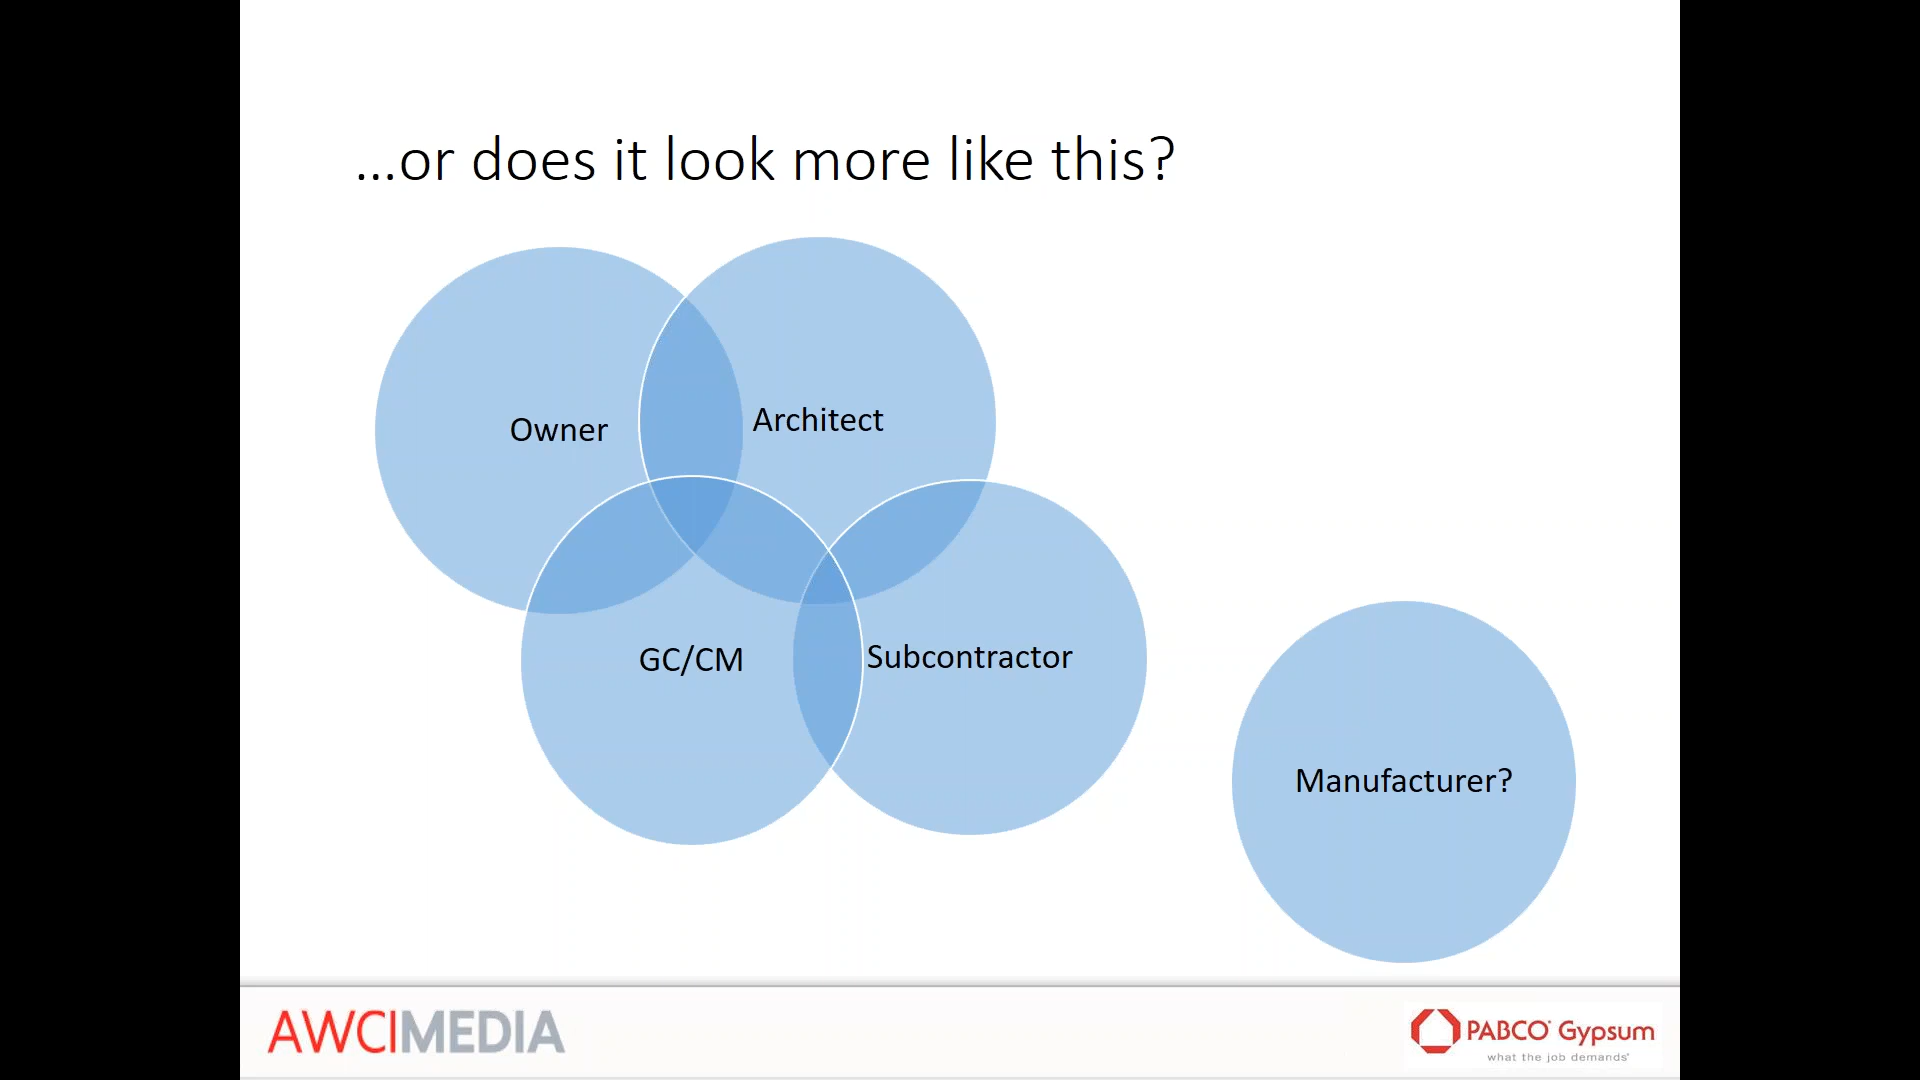 ...or does it look more like this?
Owner
Architect
GC/CM
Subcontractor
Manufacturer?
AWCIMEDIA
PABCO® Gypsum
what the job demands®